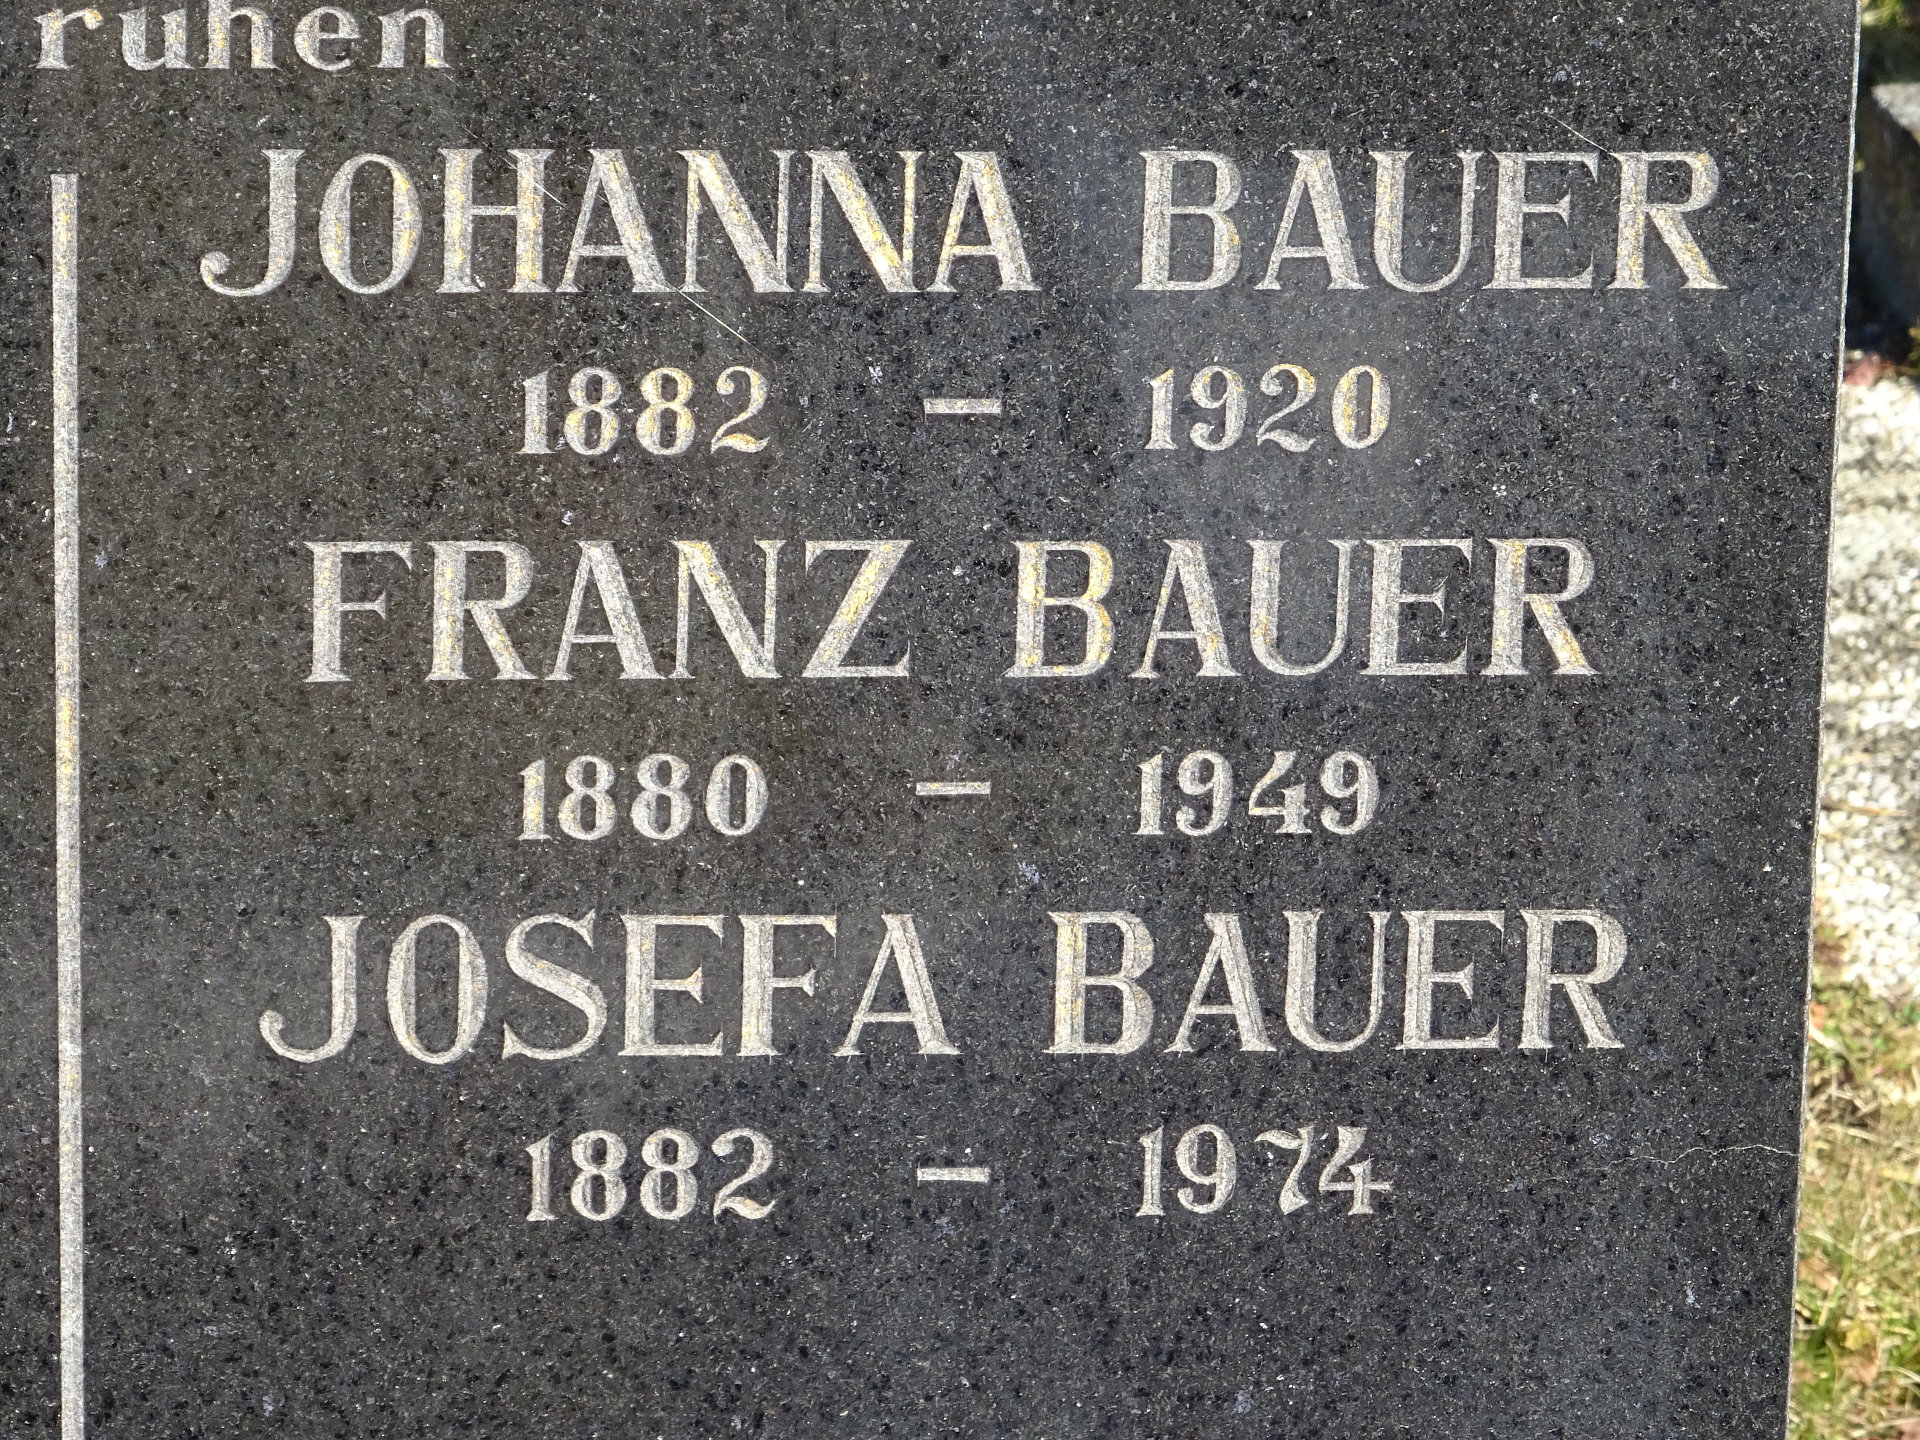 ruhen
JOHANNA BAUER
1882 – 1920
FRANZ BAUER
1880 – 1949
JOSEFA BAUER
1882 – 1974